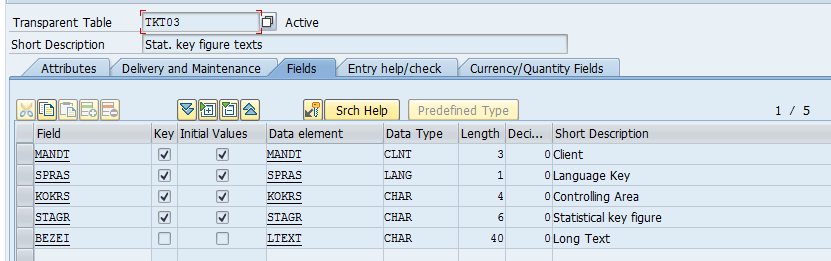 Transparent Table TKT03 Active
Short Description Stat. key figure texts
Attributes Delivery and Maintenance Fields Entry help/check Currency/Quantity Fields
Srch Help Predefined Type 1 / 5
Field Key Initial Values Data element Data Type Length Deci... Short Description
MANDT MANDT CLNT 3 0 Client
SPRAS SPRAS LANG 1 0 Language Key
KOKRS KOKRS CHAR 4 0 Controlling Area
STAGR STAGR CHAR 6 0 Statistical key figure
BEZEI LTEXT CHAR 40 0 Long Text